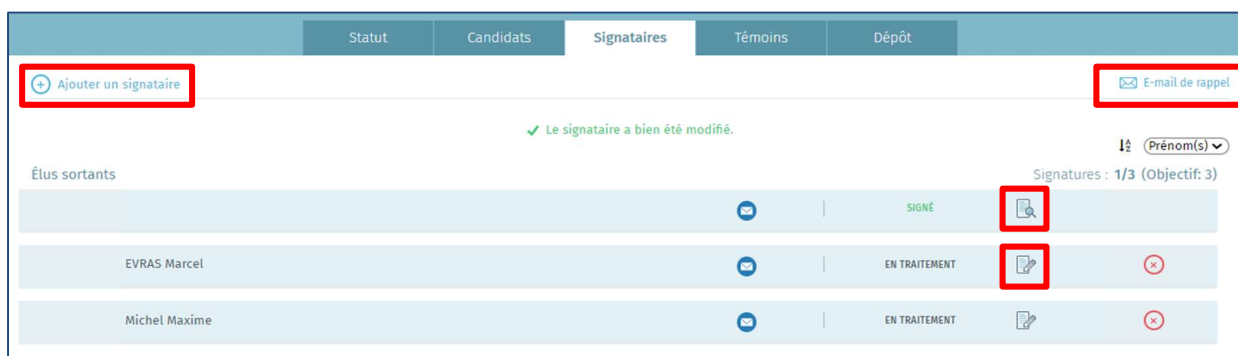 Statut Candidats Signataires Témoins Dépôt
Ajouter un signataire E-mail de rappel
Le signataire a bien été modifié.
(Prénom(s))
Élus sortants Signatures : 1/3 (Objectif: 3)
SIGNÉ
EVRAS Marcel EN TRAITEMENT
Michel Maxime EN TRAITEMENT